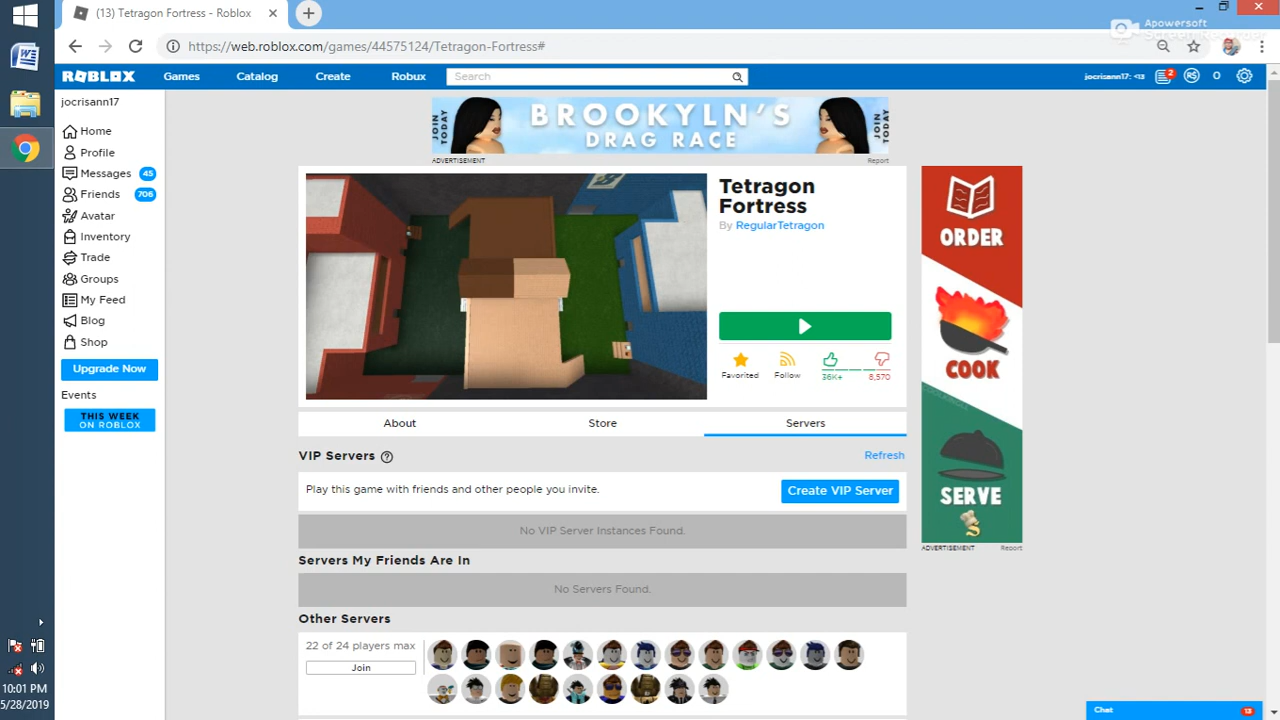 (13) Tetragon Fortress - Roblox
Apowersoft
Screen Recorder
https://web.roblox.com/games/44575124/Tetragon-Fortress#
ROBLOX
Games
Catalog
Create
Robux
Search
jocrisann17: <13
2
R$
0
jocrisann17
Home
Profile
Messages
45
Friends
706
Avatar
Inventory
Trade
Groups
My Feed
Blog
Shop
Upgrade Now
Events
THIS WEEK
ON ROBLOX
JOIN TODAY
BROOKYLN'S
DRAG RACE
JOIN TODAY
ADVERTISEMENT
Report
Tetragon
Fortress
By RegularTetragon
Favorited
Follow
36K+
8,570
About
Store
Servers
VIP Servers
Refresh
Play this game with friends and other people you invite.
Create VIP Server
No VIP Server Instances Found.
Servers My Friends Are In
No Servers Found.
Other Servers
22 of 24 players max
Join
ORDER
COOK
SERVE
ADVERTISEMENT
Report
Chat
13
10:01 PM
5/28/2019